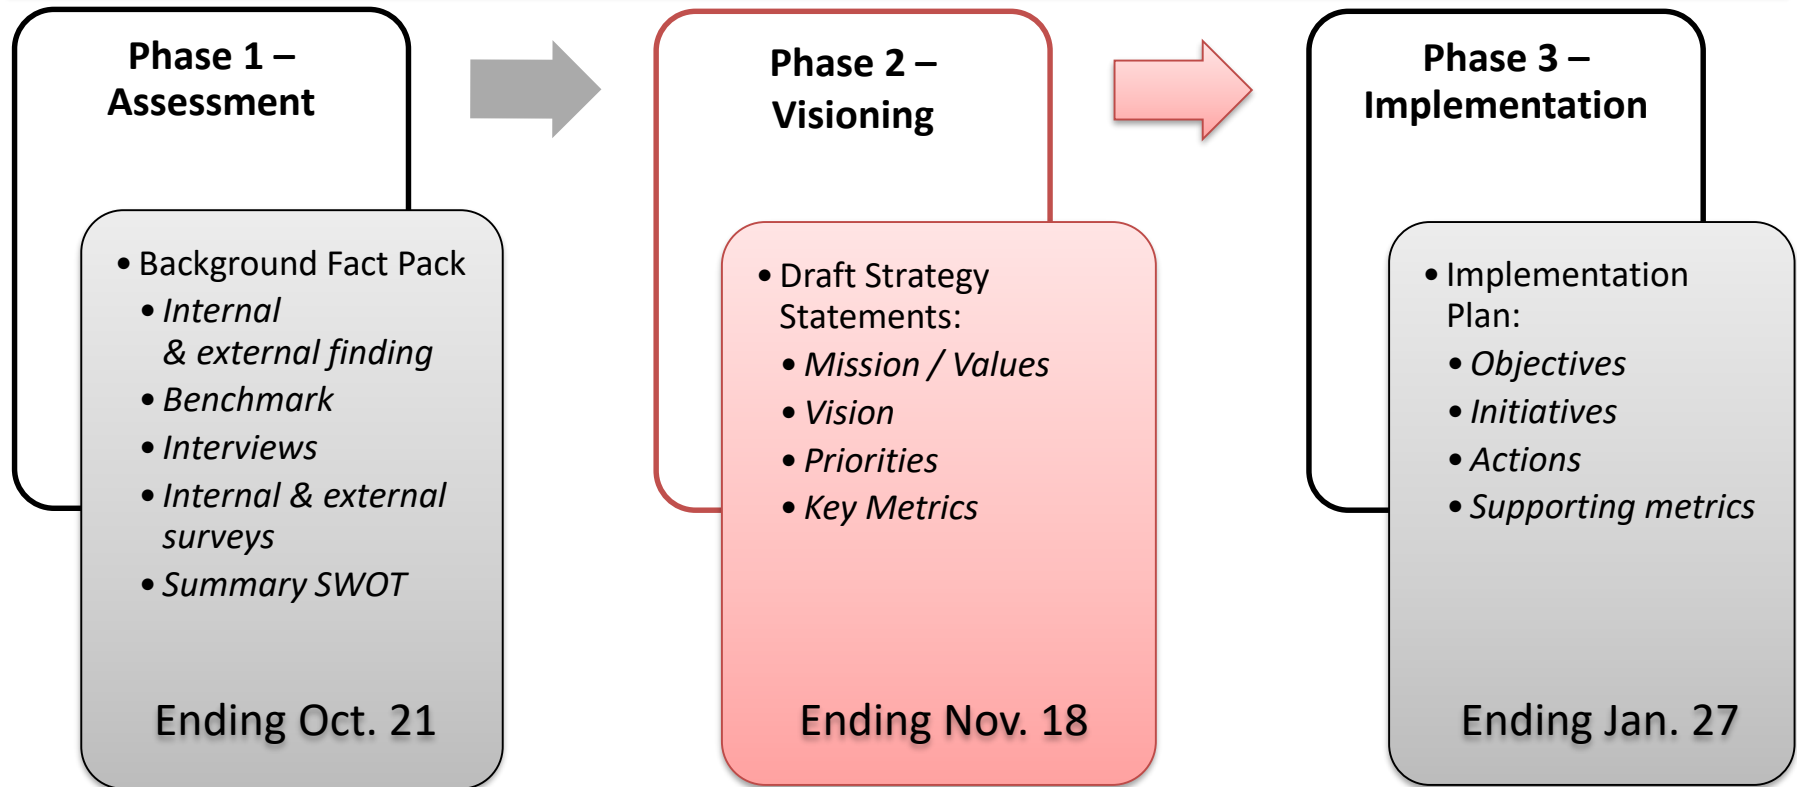 Phase 1 –
Assessment
• Background Fact Pack
• Internal
& external finding
• Benchmark
• Interviews
• Internal & external
surveys
• Summary SWOT
Ending Oct. 21
Phase 2 –
Visioning
• Draft Strategy
Statements:
• Mission / Values
• Vision
• Priorities
• Key Metrics
Ending Nov. 18
Phase 3 –
Implementation
• Implementation
Plan:
• Objectives
• Initiatives
• Actions
• Supporting metrics
Ending Jan. 27